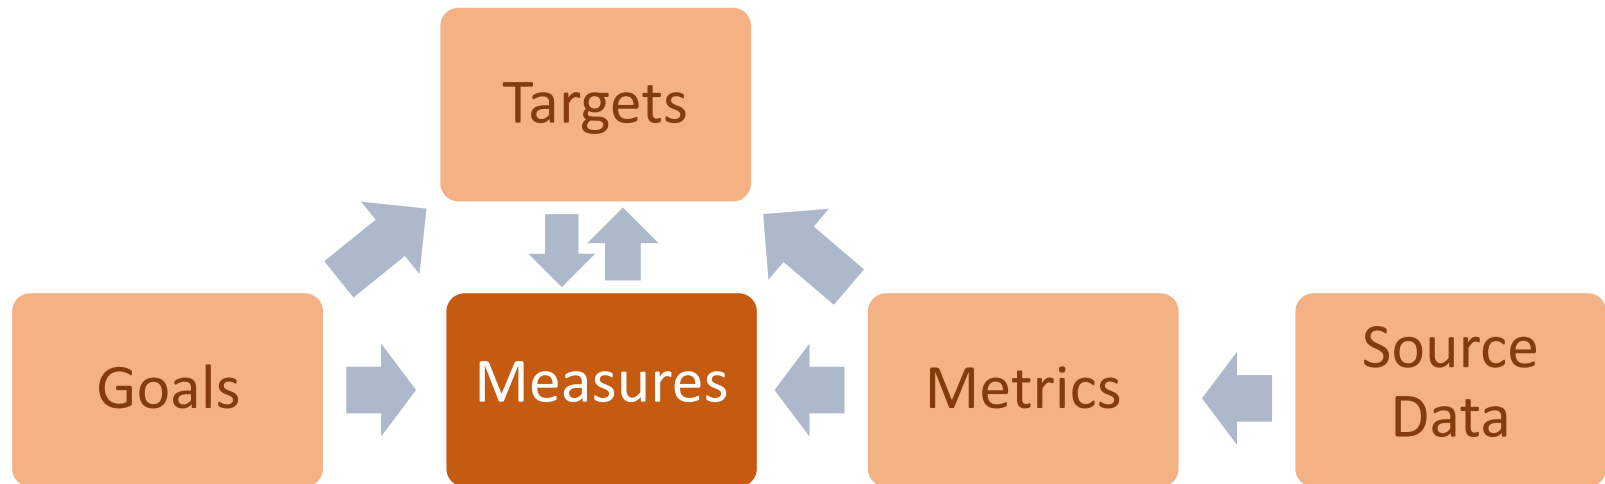 Targets
Goals
Measures
Metrics
Source
Data